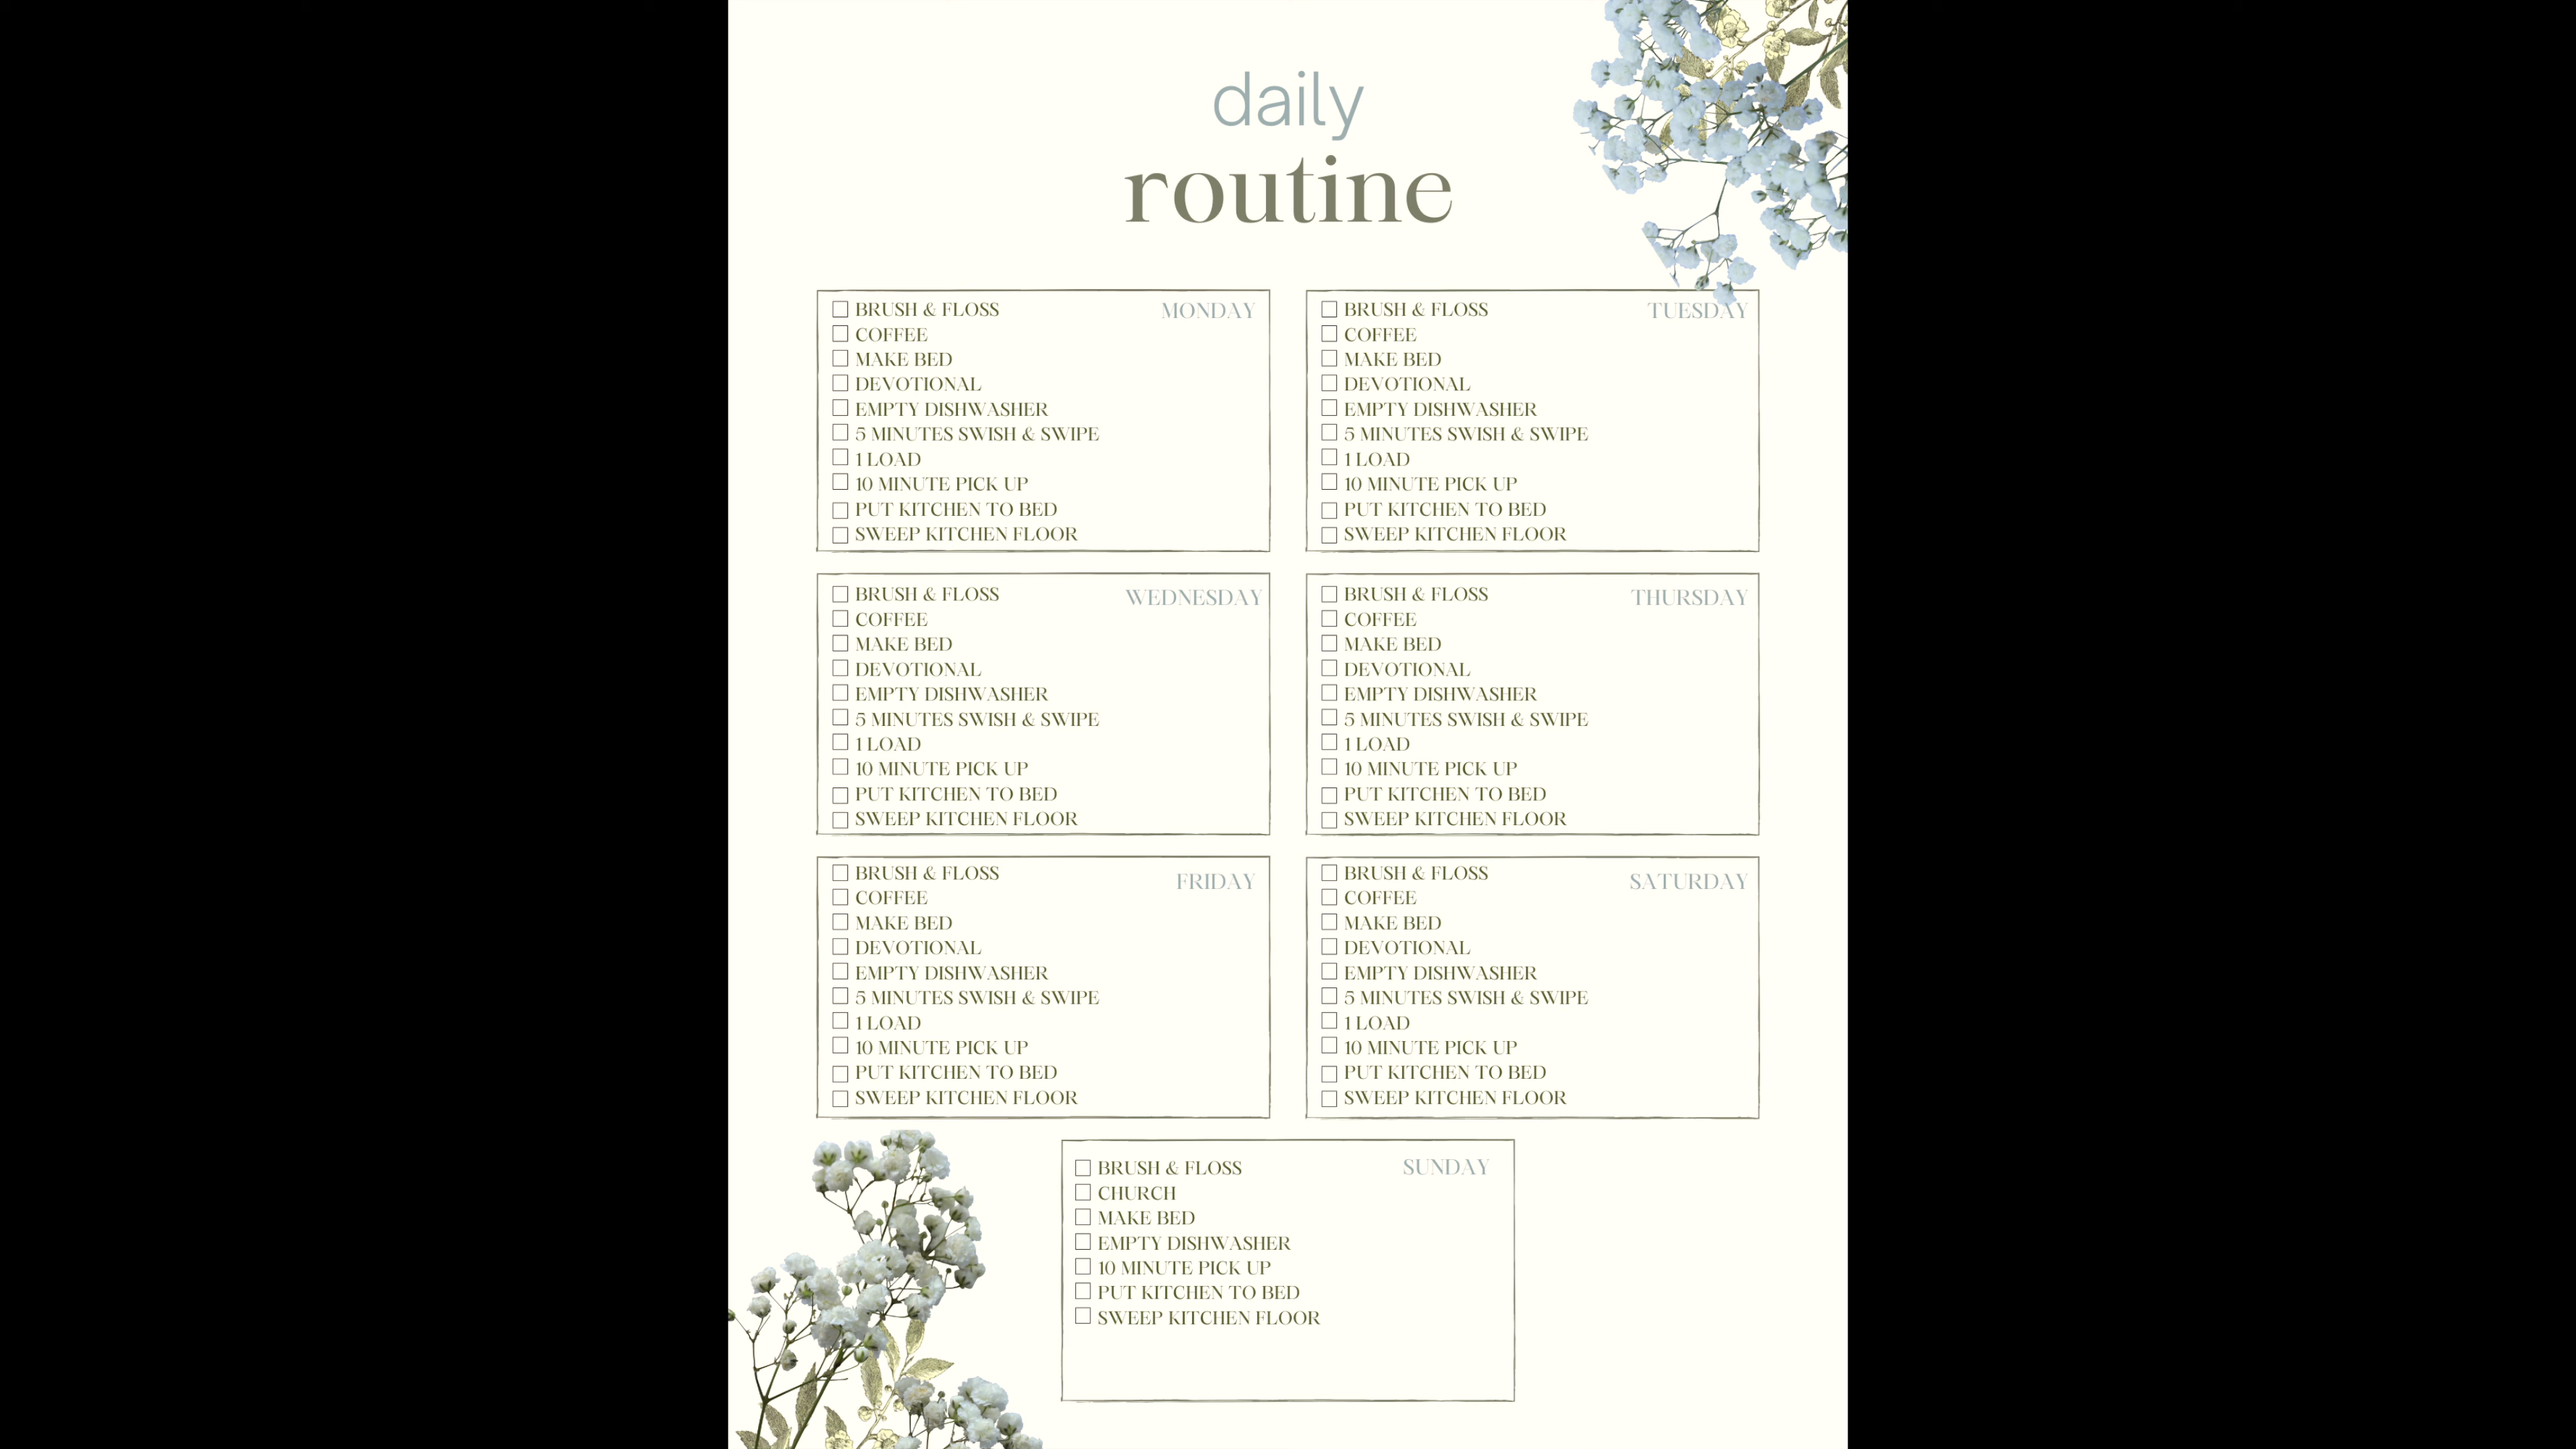 daily
routine
MONDAY
BRUSH & FLOSS
COFFEE
MAKE BED
DEVOTIONAL
EMPTY DISHWASHER
5 MINUTES SWISH & SWIPE
1 LOAD
10 MINUTE PICK UP
PUT KITCHEN TO BED
SWEEP KITCHEN FLOOR
TUESDAY
BRUSH & FLOSS
COFFEE
MAKE BED
DEVOTIONAL
EMPTY DISHWASHER
5 MINUTES SWISH & SWIPE
1 LOAD
10 MINUTE PICK UP
PUT KITCHEN TO BED
SWEEP KITCHEN FLOOR
WEDNESDAY
BRUSH & FLOSS
COFFEE
MAKE BED
DEVOTIONAL
EMPTY DISHWASHER
5 MINUTES SWISH & SWIPE
1 LOAD
10 MINUTE PICK UP
PUT KITCHEN TO BED
SWEEP KITCHEN FLOOR
THURSDAY
BRUSH & FLOSS
COFFEE
MAKE BED
DEVOTIONAL
EMPTY DISHWASHER
5 MINUTES SWISH & SWIPE
1 LOAD
10 MINUTE PICK UP
PUT KITCHEN TO BED
SWEEP KITCHEN FLOOR
FRIDAY
BRUSH & FLOSS
COFFEE
MAKE BED
DEVOTIONAL
EMPTY DISHWASHER
5 MINUTES SWISH & SWIPE
1 LOAD
10 MINUTE PICK UP
PUT KITCHEN TO BED
SWEEP KITCHEN FLOOR
SATURDAY
BRUSH & FLOSS
COFFEE
MAKE BED
DEVOTIONAL
EMPTY DISHWASHER
5 MINUTES SWISH & SWIPE
1 LOAD
10 MINUTE PICK UP
PUT KITCHEN TO BED
SWEEP KITCHEN FLOOR
SUNDAY
BRUSH & FLOSS
CHURCH
MAKE BED
EMPTY DISHWASHER
10 MINUTE PICK UP
PUT KITCHEN TO BED
SWEEP KITCHEN FLOOR